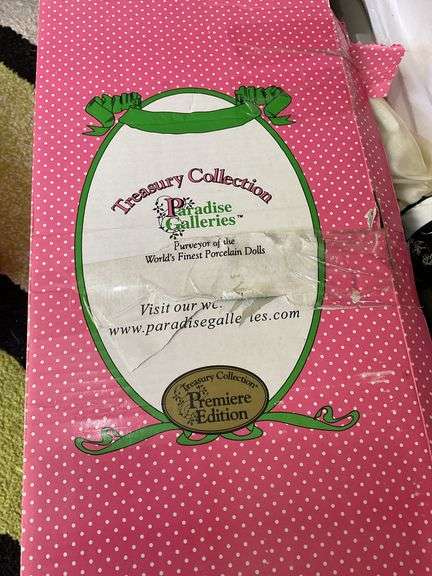 Treasury Collection
Paradise
Galleries™
Purveyor of the
World's Finest Porcelain Dolls
Visit our
www.paradisegalle ies.com
Treasury Collection®
Premiere
Edition